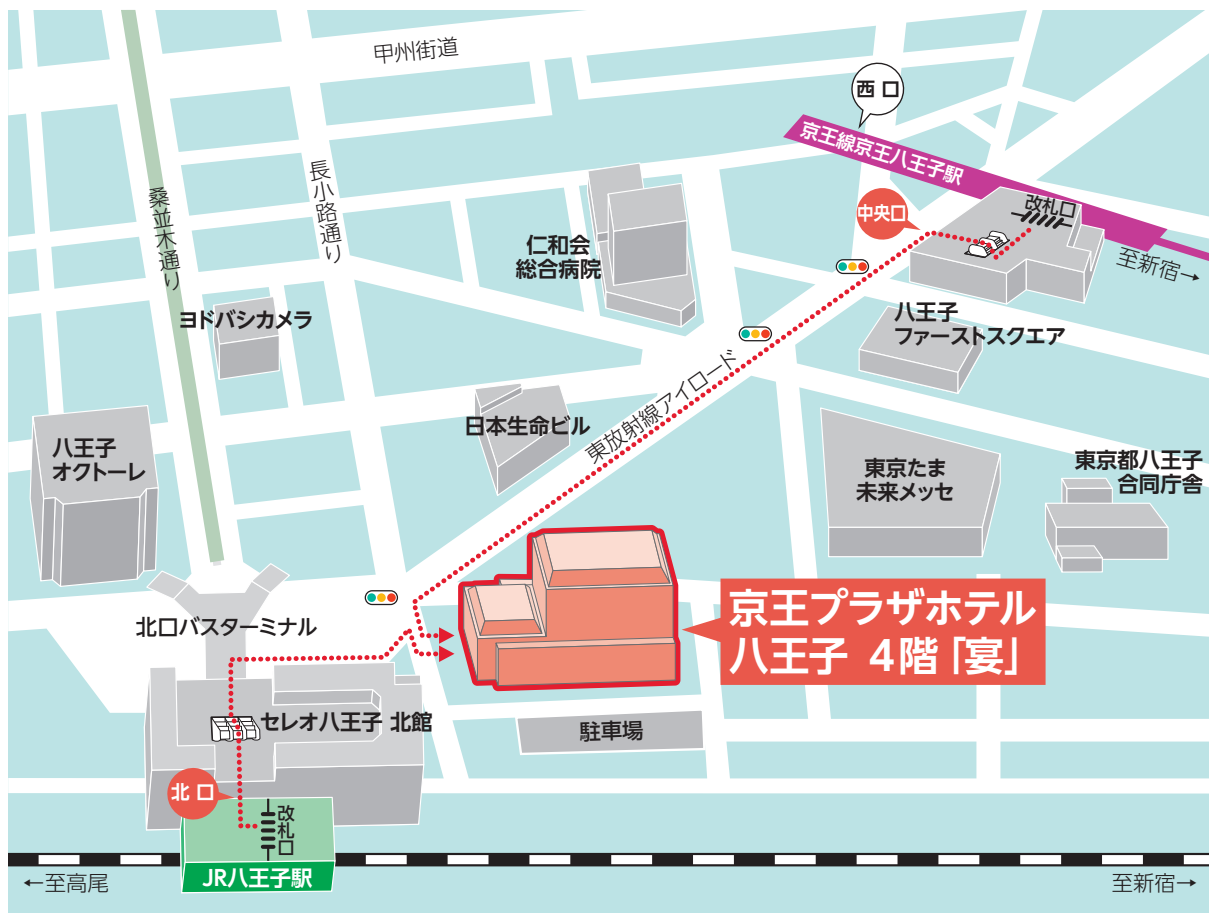 甲州街道
西口
京王線京王八王子駅
改札口
中央口
至新宿→
桑並木通り
長小路通り
仁和会
総合病院
ヨドバシカメラ
八王子
ファーストスクエア
東放射線アイロード
日本生命ビル
八王子
オクトーレ
東京たま
未来メッセ
東京都八王子
合同庁舎
京王プラザホテル
八王子 4階「宴」
北口バスターミナル
セレオ八王子 北館
駐車場
北口
改札口
JR八王子駅
←至高尾
至新宿→